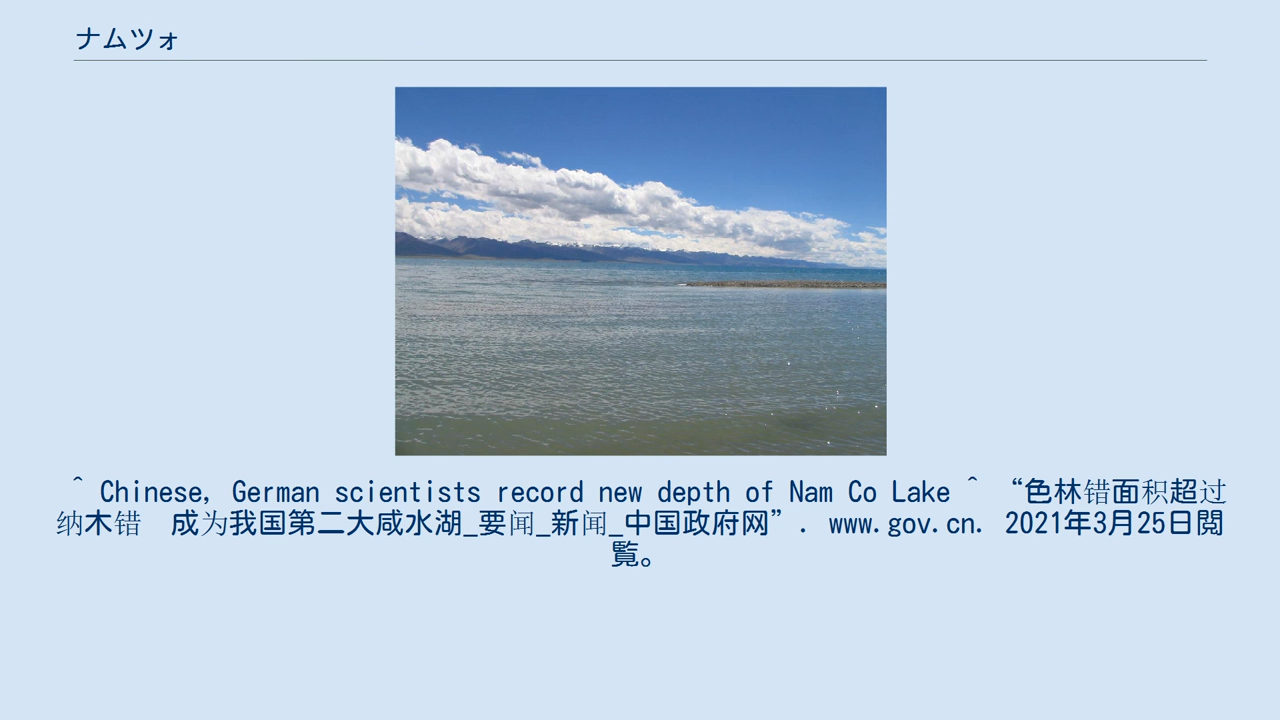 ナムツォ
^ Chinese, German scientists record new depth of Nam Co Lake ^ “色林错面积超过
纳木错　成为我国第二大咸水湖_要闻_新闻_中国政府网”. www.gov.cn. 2021年3月25日閲
覧。